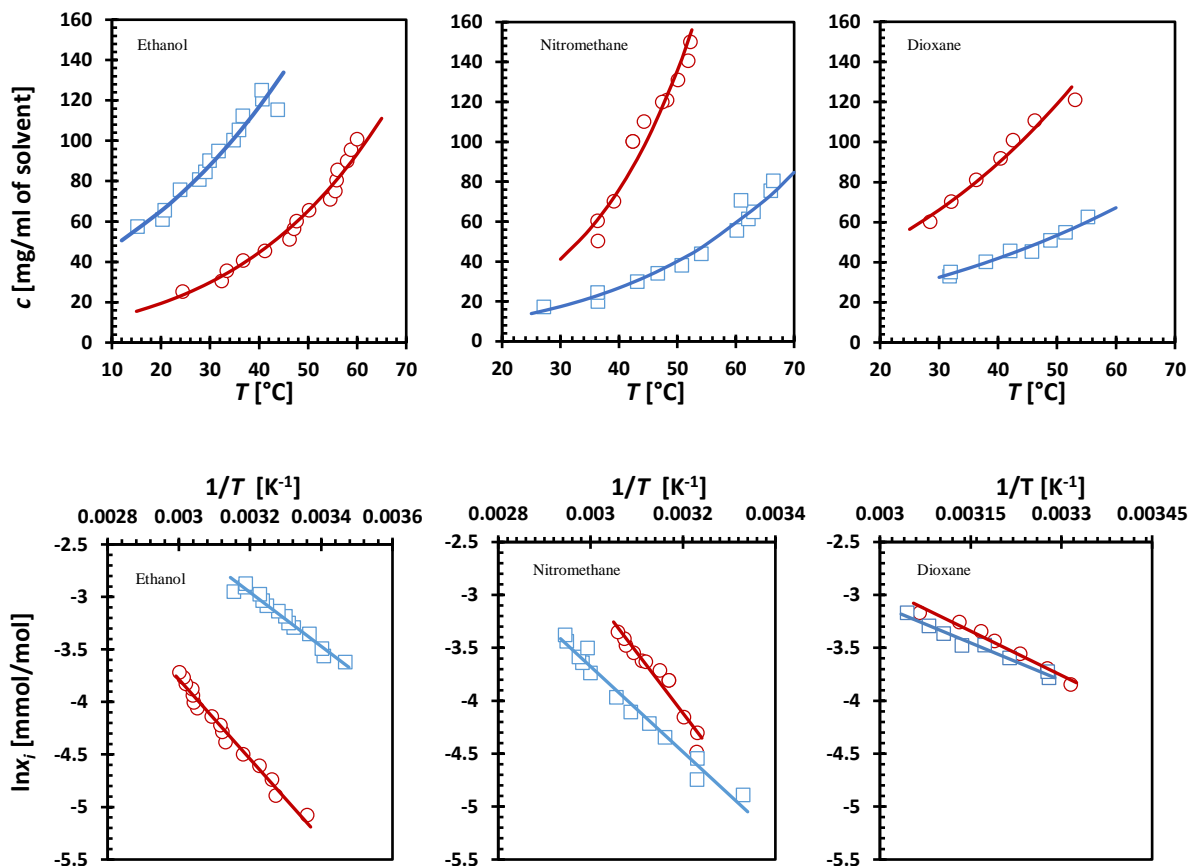 160
140
120
100
80
60
40
20
0
Ethanol
10 20 30 40 50 60 70
T [°C]
c [mg/ml of solvent]
160
140
120
100
80
60
40
20
0
Nitromethane
20 30 40 50 60 70
T [°C]
160
140
120
100
80
60
40
20
0
Dioxane
20 30 40 50 60 70
T [°C]
1/T [K-1]
0.0028 0.003 0.0032 0.0034 0.0036
-2.5
-3
-3.5
-4
-4.5
-5
-5.5
Ethanol
lnxi [mmol/mol]
1/T [K-1]
0.0028 0.003 0.0032 0.0034
-2.5
-3
-3.5
-4
-4.5
-5
-5.5
Nitromethane
1/T [K-1]
0.003 0.00315 0.0033 0.00345
-2.5
-3
-3.5
-4
-4.5
-5
-5.5
Dioxane